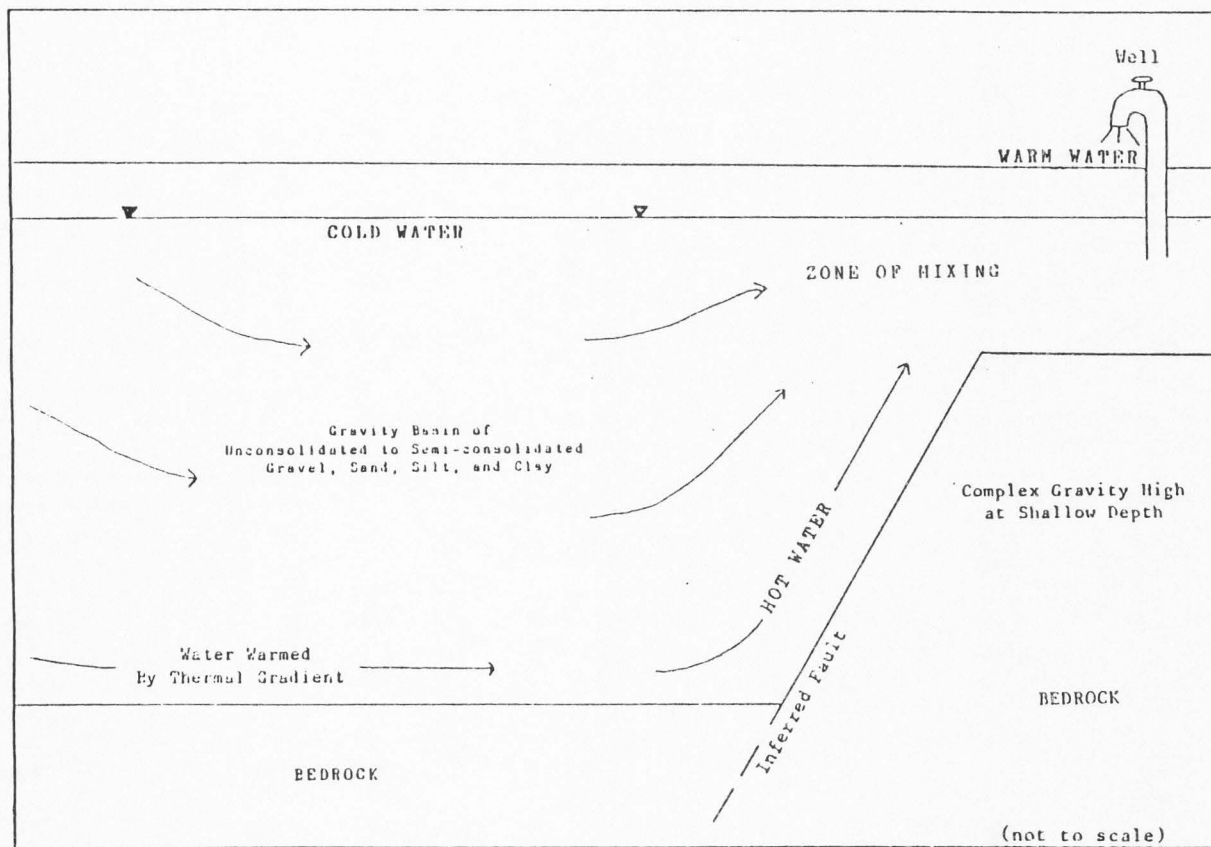 Well
WARM WATER
COLD WATER
ZONE OF MIXING
Gravity Basin of
Unconsolidated to Semi-consolidated
Gravel, Sand, Silt, and Clay
Complex Gravity High
at Shallow Depth
HOT WATER
Water Warmed
By Thermal Gradient
Inferred Fault
BEDROCK
BEDROCK
(not to scale)